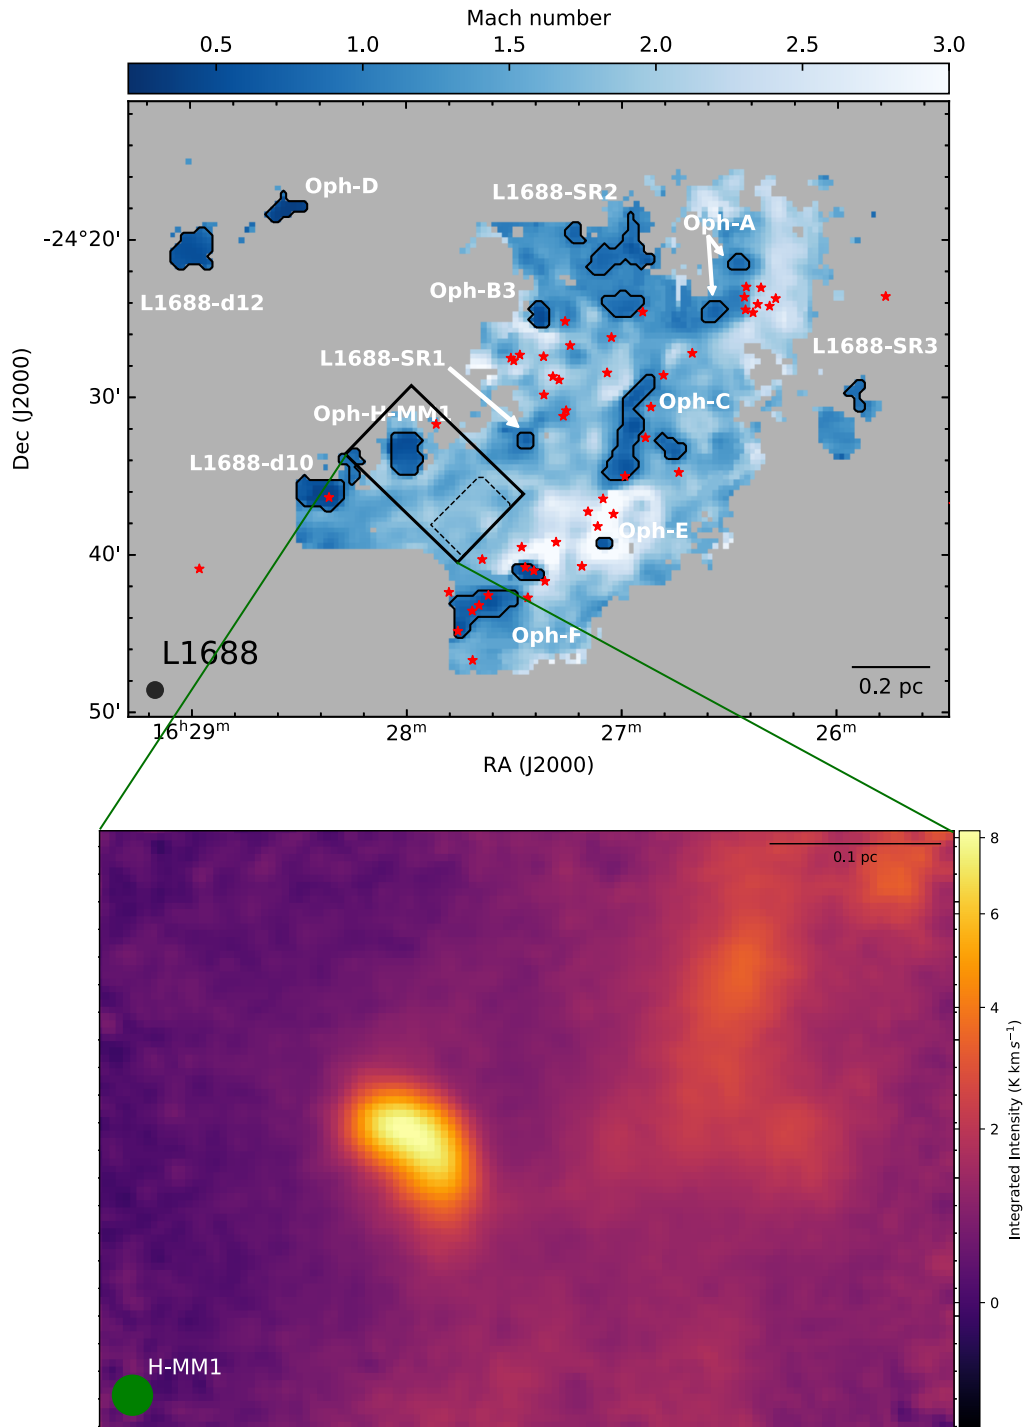 Mach number
0.5 1.0 1.5 2.0 2.5 3.0
Oph-D
L1688-SR2
Oph-A
-24°20'
L1688-d12
Oph-B3
L1688-SR1
L1688-SR3
30'
Oph-H-MM1
Oph-C
L1688-d10
Dec (J2000)
Oph-E
40'
Oph-F
L1688
0.2 pc
50'
16ʰ29ᵐ 28ᵐ 27ᵐ 26ᵐ
RA (J2000)
0.1 pc
8
6
4
2
0
Integrated Intensity (K km s⁻¹)
H-MM1